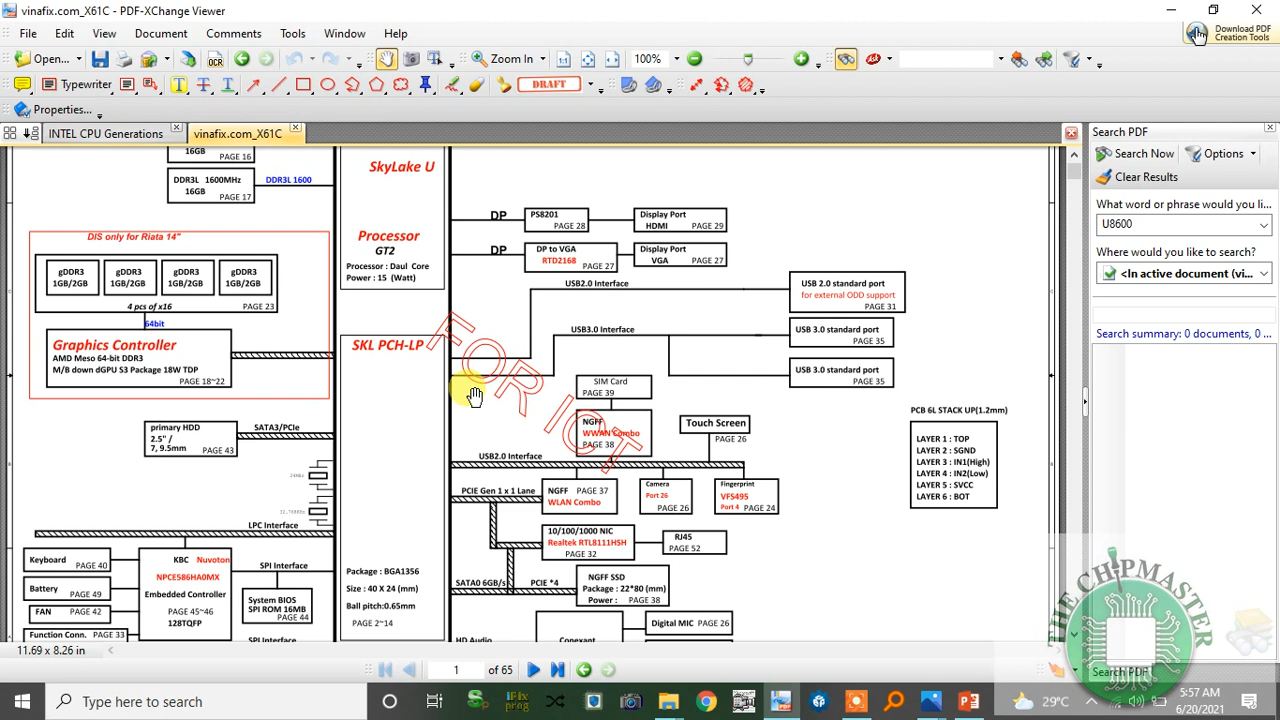 vinafix.com_X61C - PDF-XChange Viewer
File Edit View Document Comments Tools Window Help
Download PDF
Creation Tools
Open... OCR Zoom In 100%
Typewriter DRAFT
Properties...
INTEL CPU Generations
vinafix.com_X61C
Search PDF
Search Now Options
Clear Results
What word or phrase would you li...
U8600
Where would you like to search?
<In active document (vi...
Search summary: 0 documents, 0 ...
16GB
PAGE 16
DDR3L 1600MHz
16GB
PAGE 17
DDR3L 1600
DIS only for Riata 14"
gDDR3
1GB/2GB
gDDR3
1GB/2GB
gDDR3
1GB/2GB
gDDR3
1GB/2GB
4 pcs of x16
PAGE 23
64bit
Graphics Controller
AMD Meso 64-bit DDR3
M/B down dGPU S3 Package 18W TDP
PAGE 18~22
primary HDD
2.5" /
7, 9.5mm
PAGE 43
SATA3/PCIe
24MHz
32.768KHz
LPC Interface
Keyboard
PAGE 40
Battery
PAGE 49
FAN
PAGE 42
Function Conn.
PAGE 33
KBC Nuvoton
NPCE586HA0MX
Embedded Controller
PAGE 45~46
128TQFP
SPI Interface
System BIOS
SPI ROM 16MB
PAGE 44
SPI Interface
SkyLake U
Processor
GT2
Processor : Daul Core
Power : 15 (Watt)
SKL PCH-LP
Package : BGA1356
Size : 40 X 24 (mm)
Ball pitch:0.65mm
PAGE 2~14
FOR ICT
DP
PS8201
PAGE 28
Display Port
HDMI
PAGE 29
DP
DP to VGA
RTD2168
PAGE 27
Display Port
VGA
PAGE 27
USB2.0 Interface
USB 2.0 standard port
for external ODD support
PAGE 31
USB3.0 Interface
USB 3.0 standard port
PAGE 35
USB 3.0 standard port
PAGE 35
SIM Card
PAGE 39
NGFF
WWAN Combo
PAGE 38
Touch Screen
PAGE 26
USB2.0 Interface
PCIE Gen 1 x 1 Lane
NGFF PAGE 37
WLAN Combo
Camera
Port 26
PAGE 26
Fingerprint
VFS495
Port 4
PAGE 24
10/100/1000 NIC
Realtek RTL8111HSH
PAGE 32
RJ45
PAGE 52
SATA0 6GB/s
PCIE *4
NGFF SSD
Package : 22*80 (mm)
Power :
PAGE 38
HD Audio
Conexant
Digital MIC
PAGE 26
PCB 6L STACK UP(1.2mm)
LAYER 1 : TOP
LAYER 2 : SGND
LAYER 3 : IN1(High)
LAYER 4 : IN2(Low)
LAYER 5 : SVCC
LAYER 6 : BOT
THE CHIPMASTER
11.69 x 8.26 in
1 of 65
Search PDF
Type here to search
iFix
prog
29°C
5:57 AM
6/20/2021